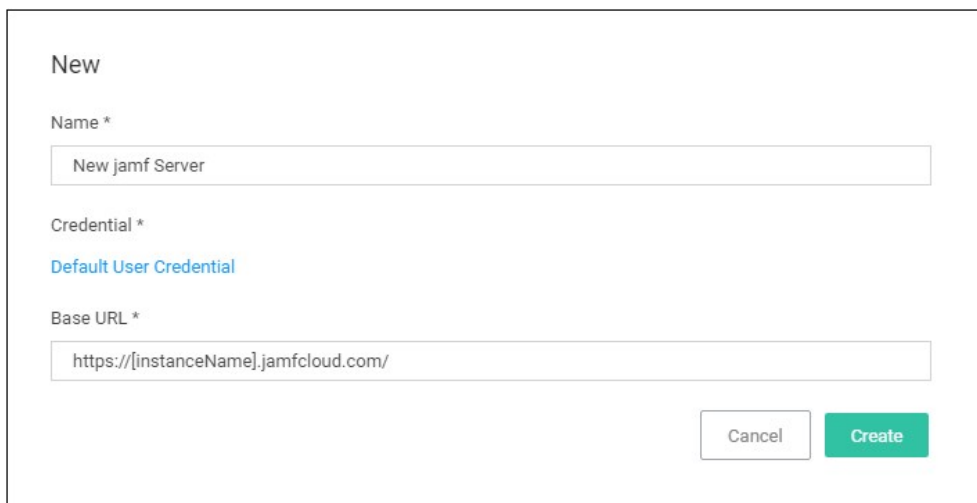 New
Name *
New jamf Server
Credential *
Default User Credential
Base URL *
https://[instanceName].jamfcloud.com/
Cancel
Create